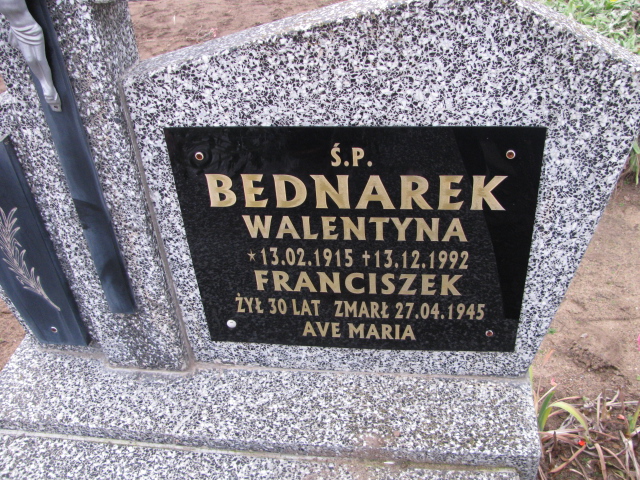 Ś.P.
BEDNAREK
WALENTYNA
* 13.02.1915 + 13.12.1992
FRANCISZEK
ŻYŁ 30 LAT ZMARŁ 27.04.1945
AVE MARIA